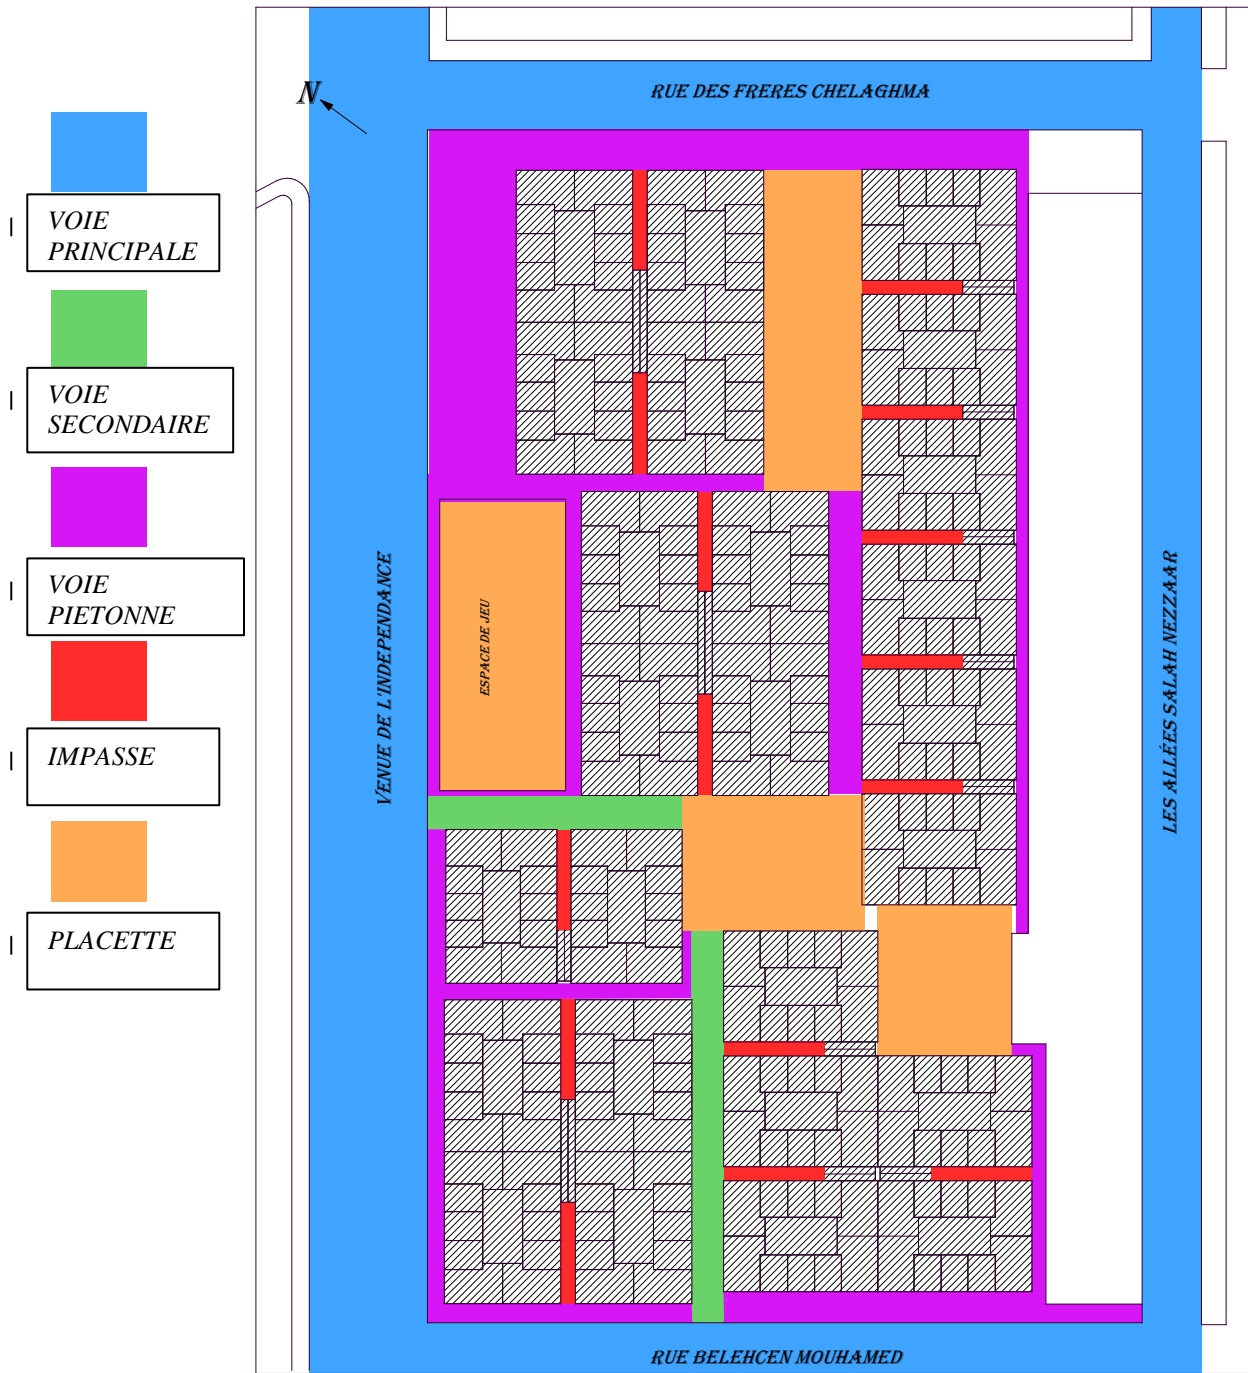 RUE DES FRERES CHELAGHMA
N
VOIE
PRINCIPALE
VOIE
SECONDAIRE
VOIE
PIETONNE
IMPASSE
PLACETTE
VENUE DE L'INDEPENDANCE
ESPACE DE JEU
LES ALLÉES SALAH NEZZAAR
RUE BELEHCEN MOUHAMED